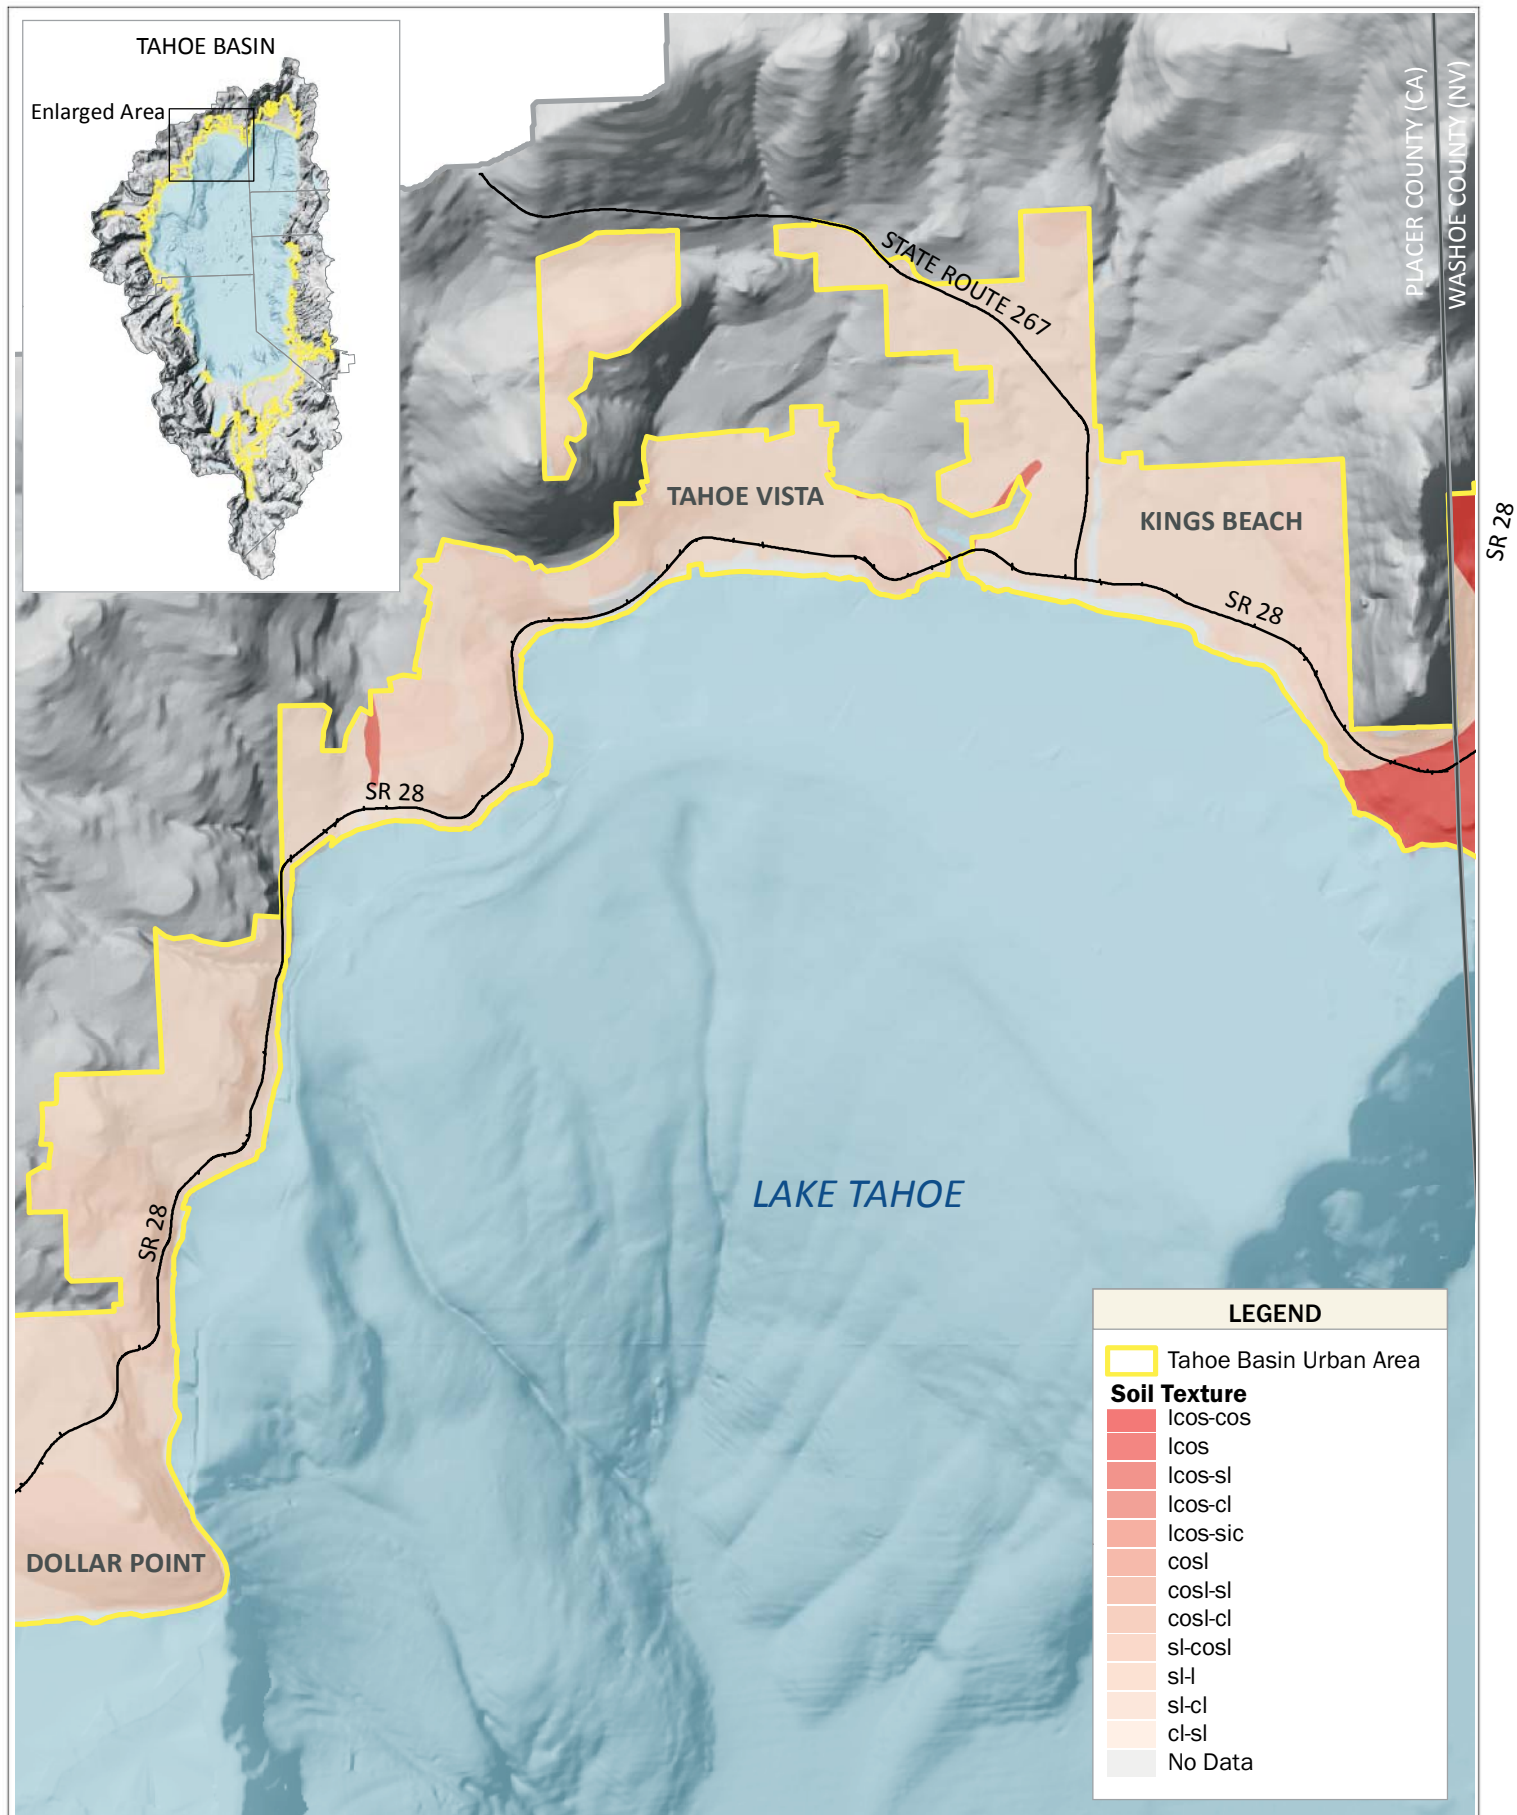 TAHOE BASIN
Enlarged Area
PLACER COUNTY (CA)
WASHOE COUNTY (NV)
STATE ROUTE 267
TAHOE VISTA
KINGS BEACH
SR 28
SR 28
SR 28
SR 28
LAKE TAHOE
DOLLAR POINT
LEGEND
Tahoe Basin Urban Area
Soil Texture
lcos-cos
lcos
lcos-sl
lcos-cl
lcos-sic
cosl
cosl-sl
cosl-cl
sl-cosl
sl-l
sl-cl
cl-sl
No Data